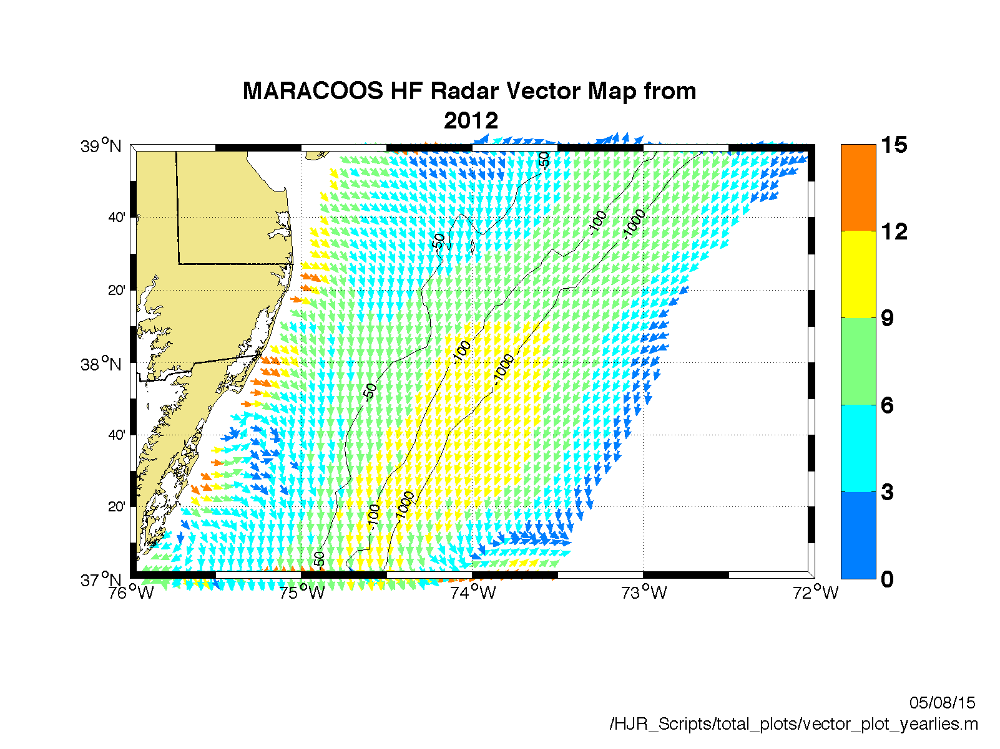 MARACOOS HF Radar Vector Map from
2012
39°N
40'
20'
38°N
40'
20'
37°N
76°W
75°W
74°W
73°W
72°W
-50
-100
-1000
-50
-100
-1000
-50
-100
-1000
-50
15
12
9
6
3
0
05/08/15
/HJR_Scripts/total_plots/vector_plot_yearlies.m